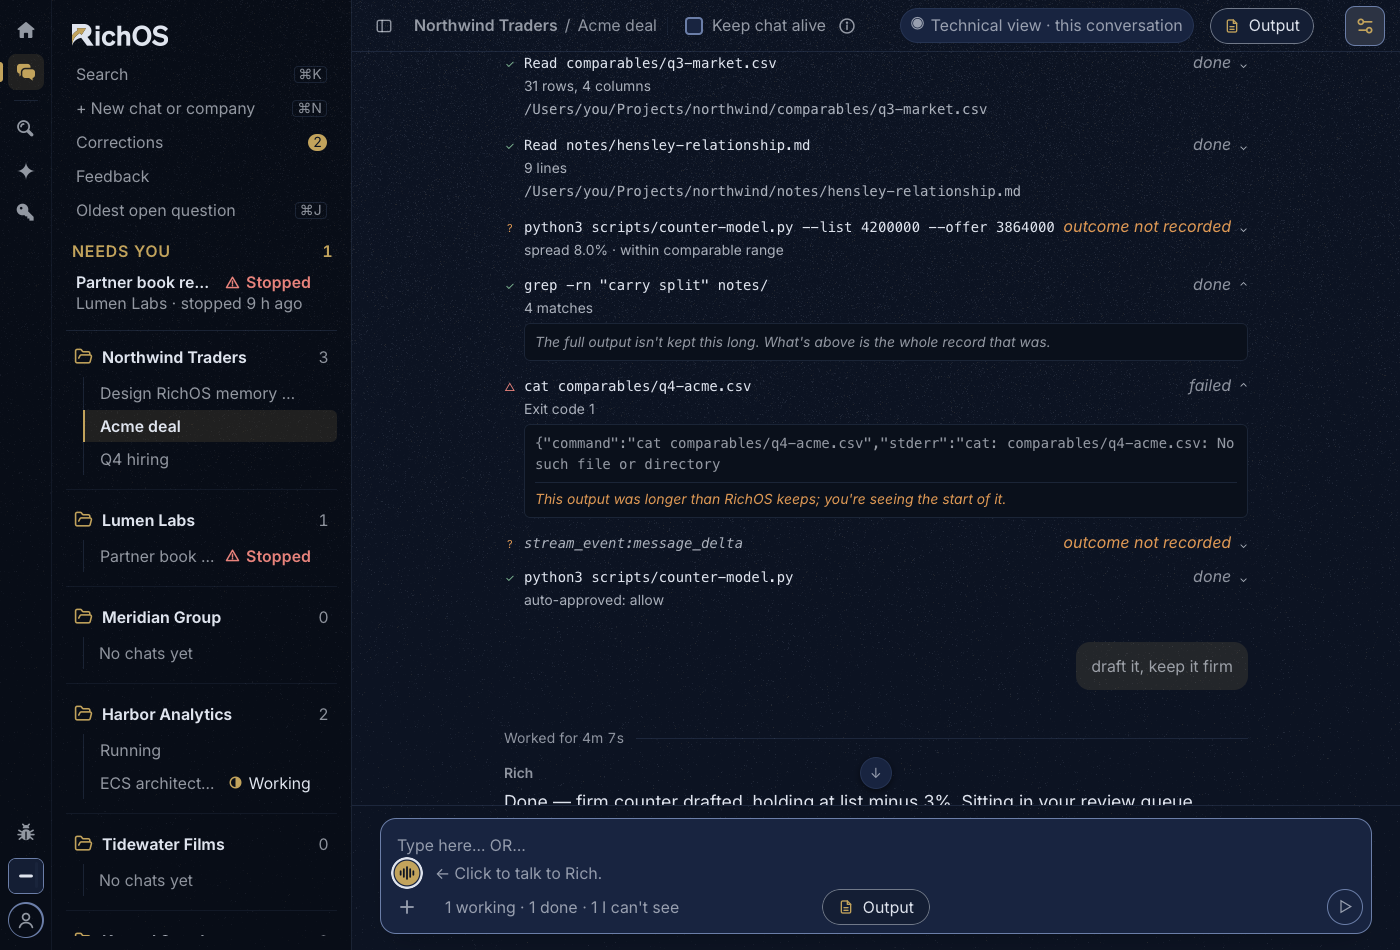 RichOS
Search ⌘K
+ New chat or company ⌘N
Corrections 2
Feedback
Oldest open question ⌘J
NEEDS YOU 1
Partner book re... Stopped
Lumen Labs · stopped 9 h ago
Northwind Traders 3
Design RichOS memory ...
Acme deal
Q4 hiring
Lumen Labs 1
Partner book ... Stopped
Meridian Group 0
No chats yet
Harbor Analytics 2
Running
ECS architect... Working
Tidewater Films 0
No chats yet
Northwind Traders / Acme deal Keep chat alive Technical view · this conversation Output
Read comparables/q3-market.csv done
31 rows, 4 columns
/Users/you/Projects/northwind/comparables/q3-market.csv
Read notes/hensley-relationship.md done
9 lines
/Users/you/Projects/northwind/notes/hensley-relationship.md
? python3 scripts/counter-model.py --list 4200000 --offer 3864000 outcome not recorded
spread 8.0% · within comparable range
grep -rn "carry split" notes/ done
4 matches
The full output isn't kept this long. What's above is the whole record that was.
cat comparables/q4-acme.csv failed
Exit code 1
{"command":"cat comparables/q4-acme.csv","stderr":"cat: comparables/q4-acme.csv: No
such file or directory
This output was longer than RichOS keeps; you're seeing the start of it.
? stream_event:message_delta outcome not recorded
python3 scripts/counter-model.py done
auto-approved: allow
draft it, keep it firm
Worked for 4m 7s
Rich
Done — firm counter drafted, holding at list minus 3%. Sitting in your review queue
Type here... OR...
← Click to talk to Rich.
1 working · 1 done · 1 I can't see Output